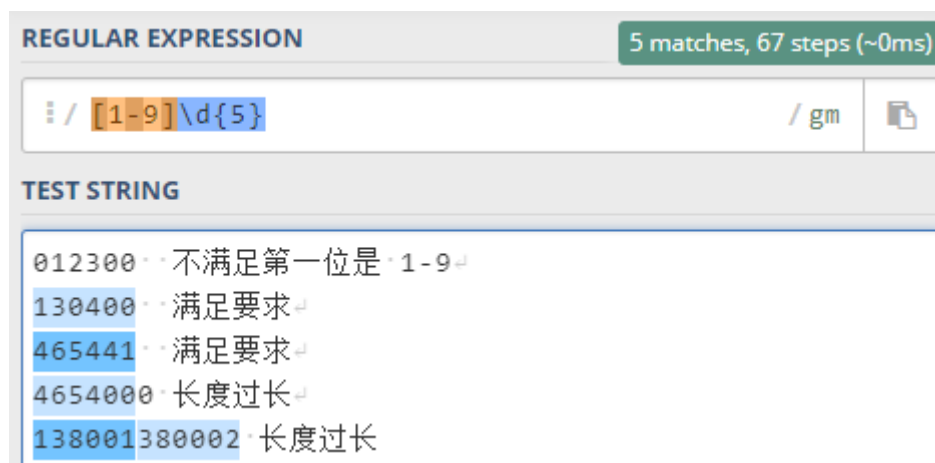 REGULAR EXPRESSION
5 matches, 67 steps (~0ms)
/ [1-9]\d{5} / gm
TEST STRING
012300  不满足第一位是 1-9
130400  满足要求
465441  满足要求
4654000 长度过长
138001380002 长度过长